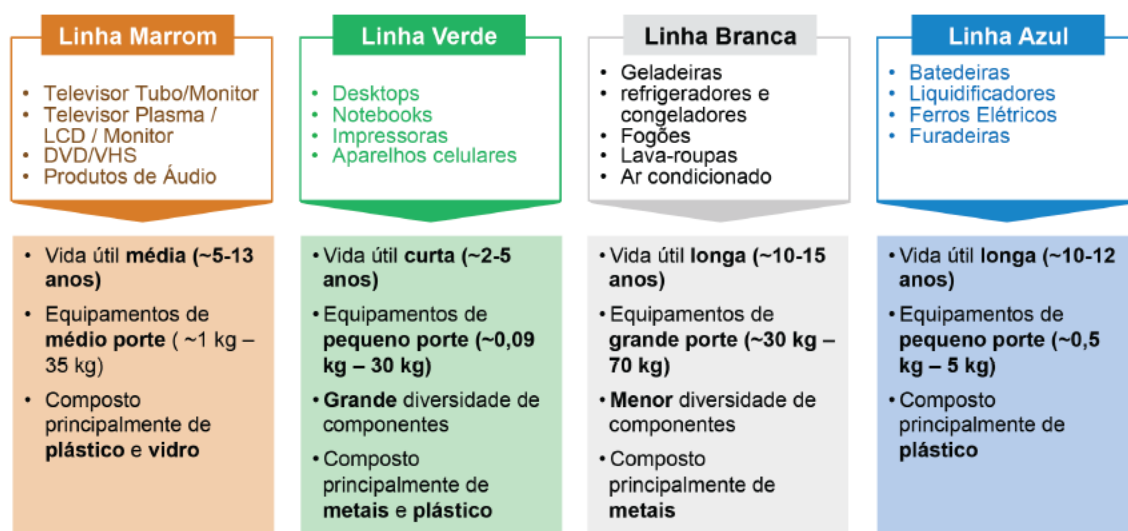 Linha Marrom
• Televisor Tubo/Monitor
• Televisor Plasma /
LCD / Monitor
• DVD/VHS
• Produtos de Áudio
• Vida útil média (~5-13
anos)
• Equipamentos de
médio porte ( ~1 kg –
35 kg)
• Composto
principalmente de
plástico e vidro
Linha Verde
• Desktops
• Notebooks
• Impressoras
• Aparelhos celulares
• Vida útil curta (~2-5
anos)
• Equipamentos de
pequeno porte (~0,09
kg – 30 kg)
• Grande diversidade de
componentes
• Composto
principalmente de
metais e plástico
Linha Branca
• Geladeiras
• refrigeradores e
congeladores
• Fogões
• Lava-roupas
• Ar condicionado
• Vida útil longa (~10-15
anos)
• Equipamentos de
grande porte (~30 kg –
70 kg)
• Menor diversidade de
componentes
• Composto
principalmente de
metais
Linha Azul
• Batedeiras
• Liquidificadores
• Ferros Elétricos
• Furadeiras
• Vida útil longa (~10-12
anos)
• Equipamentos de
pequeno porte (~0,5
kg – 5 kg)
• Composto
principalmente de
plástico